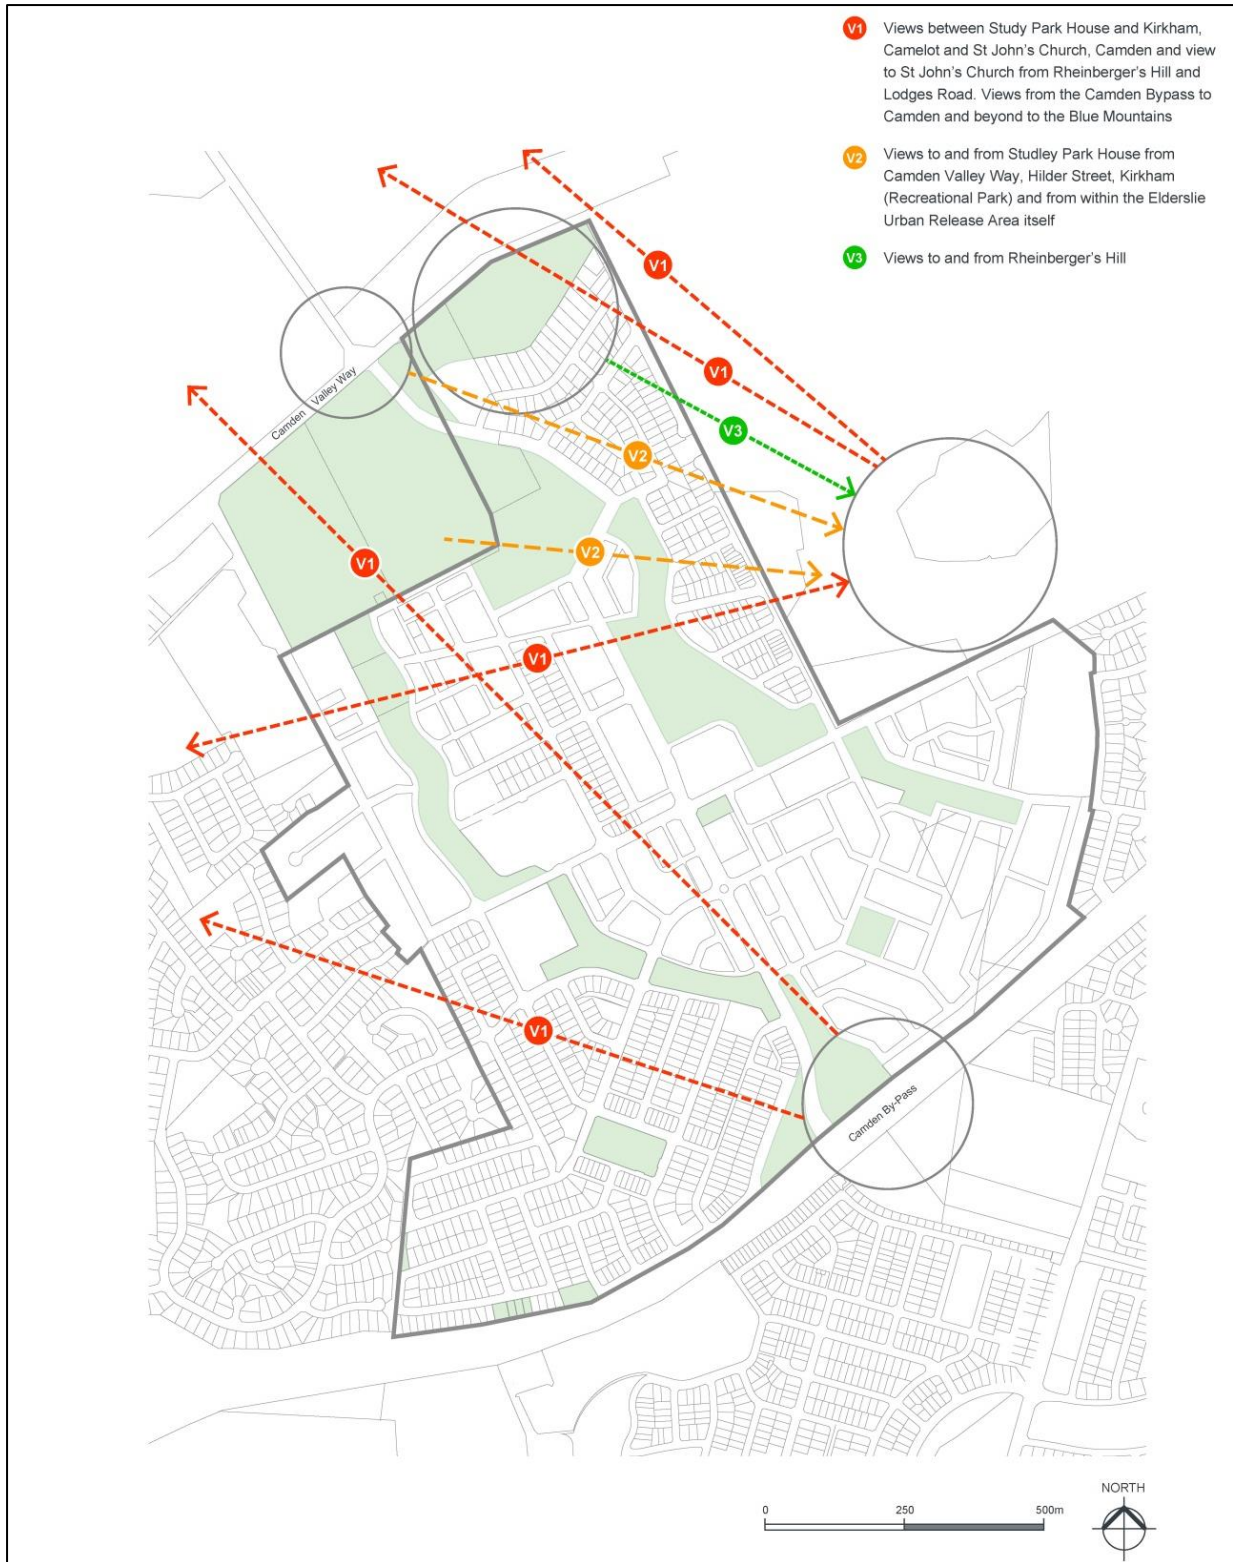 V1 Views between Study Park House and Kirkham,
Camelot and St John's Church, Camden and view
to St John's Church from Rheinberger's Hill and
Lodges Road. Views from the Camden Bypass to
Camden and beyond to the Blue Mountains
V2 Views to and from Studley Park House from
Camden Valley Way, Hilder Street, Kirkham
(Recreational Park) and from within the Elderslie
Urban Release Area itself
V3 Views to and from Rheinberger's Hill
V1
V1
Camden Valley Way
V3
V2
V2
V1
V1
V1
Camden By-Pass
NORTH
0 250 500m